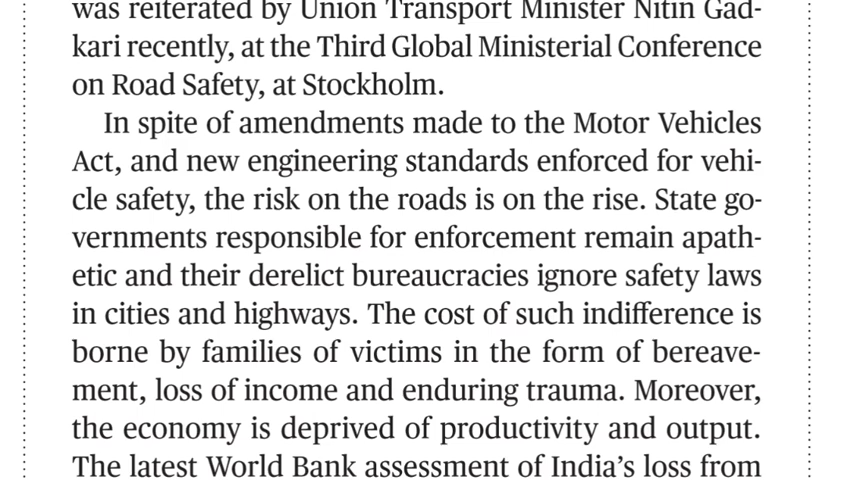 was reiterated by Union Transport Minister Nitin Gad-
kari recently, at the Third Global Ministerial Conference
on Road Safety, at Stockholm.
In spite of amendments made to the Motor Vehicles
Act, and new engineering standards enforced for vehi-
cle safety, the risk on the roads is on the rise. State go-
vernments responsible for enforcement remain apath-
etic and their derelict bureaucracies ignore safety laws
in cities and highways. The cost of such indifference is
borne by families of victims in the form of bereave-
ment, loss of income and enduring trauma. Moreover,
the economy is deprived of productivity and output.
The latest World Bank assessment of India’s loss from